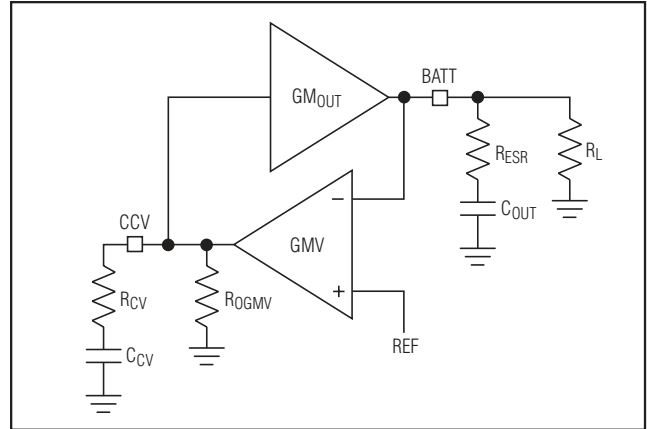 GMOUT
BATT
RESR
RL
COUT
CCV
−
GMV
RCV
ROGMV
+
CCV
REF